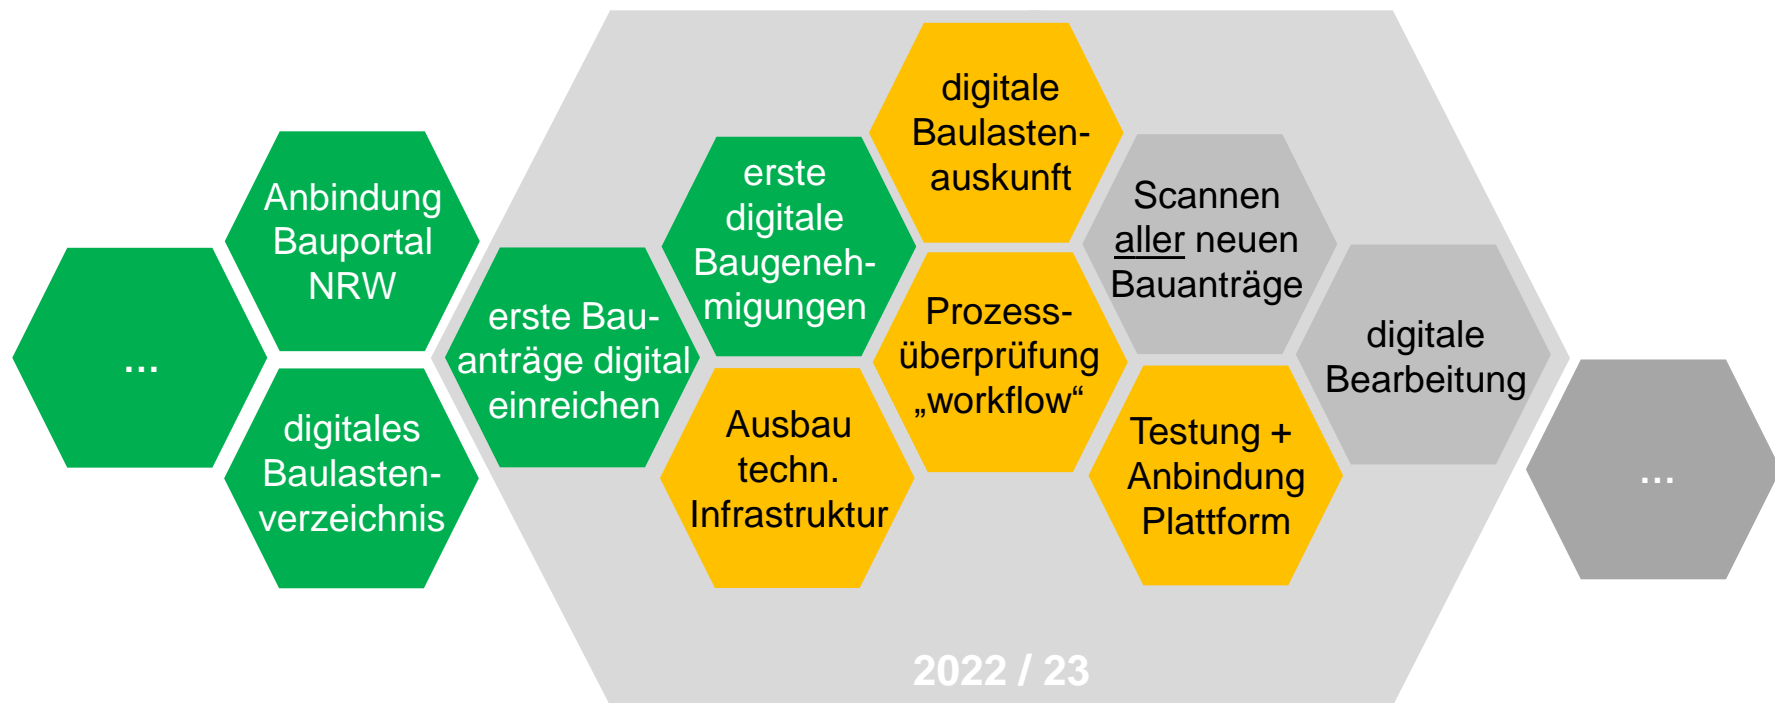 ...
Anbindung
Bauportal
NRW
digitales
Baulasten-
verzeichnis
erste Bau-
anträge digital
einreichen
erste
digitale
Baugeneh-
migungen
Ausbau
techn.
Infrastruktur
digitale
Baulasten-
auskunft
Prozess-
überprüfung
„workflow“
Scannen
aller neuen
Bauanträge
Testung +
Anbindung
Plattform
digitale
Bearbeitung
...
2022 / 23